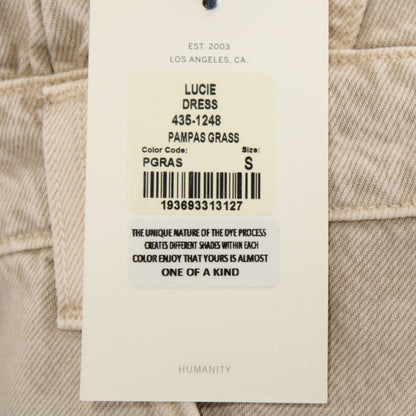 EST. 2003
LOS ANGELES, CA.
LUCIE
DRESS
435-1248
PAMPAS GRASS
Color Code: Size:
PGRAS S
193693313127
THE UNIQUE NATURE OF THE DYE PROCESS
CREATES DIFFERENT SHADES WITHIN EACH
COLOR ENJOY THAT YOURS IS ALMOST
ONE OF A KIND
HUMANITY